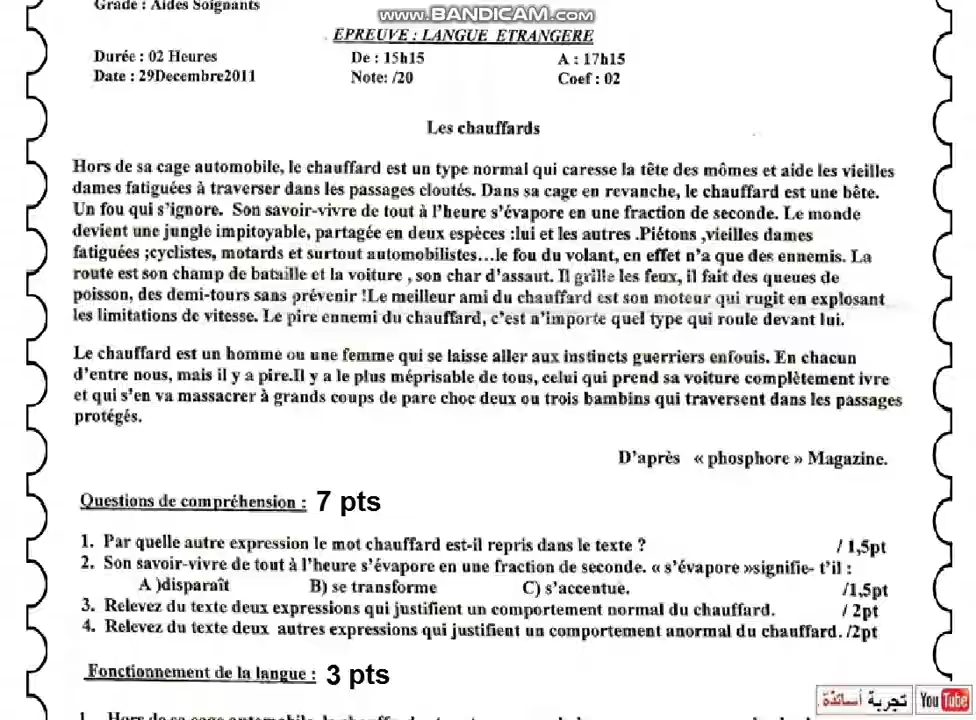 Grade : Aides Soignants
www.BANDICAM.com
EPREUVE : LANGUE ETRANGERE
Durée : 02 Heures De : 15h15 A : 17h15
Date : 29Decembre2011 Note: /20 Coef : 02
Les chauffards
Hors de sa cage automobile, le chauffard est un type normal qui caresse la tête des mômes et aide les vieilles
dames fatiguées à traverser dans les passages cloutés. Dans sa cage en revanche, le chauffard est une bête.
Un fou qui s'ignore. Son savoir-vivre de tout à l'heure s'évapore en une fraction de seconde. Le monde
devient une jungle impitoyable, partagée en deux espèces :lui et les autres .Piétons ,vieilles dames
fatiguées ;cyclistes, motards et surtout automobilistes...le fou du volant, en effet n'a que des ennemis. La
route est son champ de bataille et la voiture , son char d'assaut. Il grille les feux, il fait des queues de
poisson, des demi-tours sans prévenir !Le meilleur ami du chauffard est son moteur qui rugit en explosant
les limitations de vitesse. Le pire ennemi du chauffard, c'est n'importe quel type qui roule devant lui.
Le chauffard est un homme ou une femme qui se laisse aller aux instincts guerriers enfouis. En chacun
d'entre nous, mais il y a pire.Il y a le plus méprisable de tous, celui qui prend sa voiture complètement ivre
et qui s'en va massacrer à grands coups de pare choc deux ou trois bambins qui traversent dans les passages
protégés.
D'après « phosphore » Magazine.
Questions de compréhension : 7 pts
1. Par quelle autre expression le mot chauffard est-il repris dans le texte ? / 1,5pt
2. Son savoir-vivre de tout à l'heure s'évapore en une fraction de seconde. « s'évapore »signifie- t'il :
A )disparaît B) se transforme C) s'accentue. /1,5pt
3. Relevez du texte deux expressions qui justifient un comportement normal du chauffard. / 2pt
4. Relevez du texte deux autres expressions qui justifient un comportement anormal du chauffard. /2pt
Fonctionnement de la langue : 3 pts
تجربة أساتذة You Tube